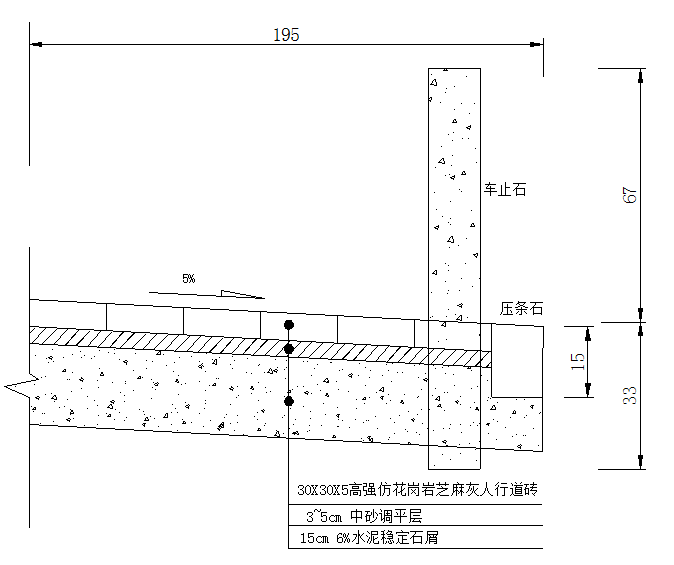 195
车止石
67
5%
压条石
15
33
30X30X5高强仿花岗岩芝麻灰人行道砖
3~5cm 中砂调平层
15cm 6%水泥稳定石屑